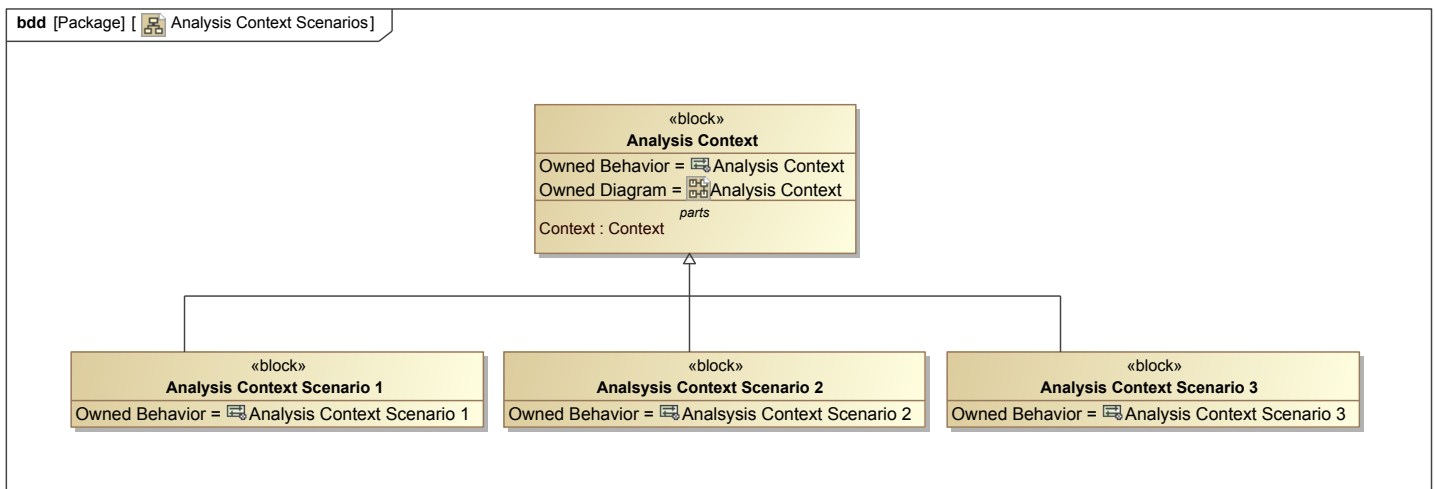 bdd [Package] [ Analysis Context Scenarios]
«block»
Analysis Context
Owned Behavior = Analysis Context
Owned Diagram = Analysis Context
parts
Context : Context
«block»
Analysis Context Scenario 1
Owned Behavior = Analysis Context Scenario 1
«block»
Analsysis Context Scenario 2
Owned Behavior = Analsysis Context Scenario 2
«block»
Analysis Context Scenario 3
Owned Behavior = Analysis Context Scenario 3